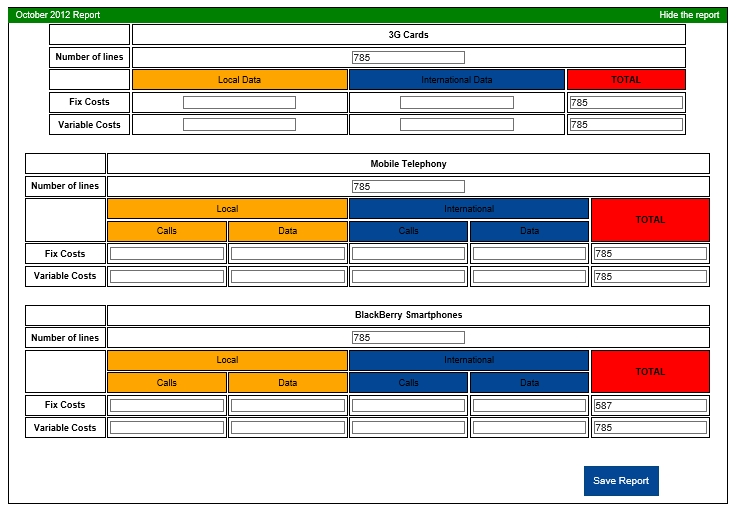 October 2012 Report Hide the report
3G Cards
Number of lines 785
Local Data International Data TOTAL
Fix Costs 785
Variable Costs 785
Mobile Telephony
Number of lines 785
Local International TOTAL
Calls Data Calls Data
Fix Costs 785
Variable Costs 785
BlackBerry Smartphones
Number of lines 785
Local International TOTAL
Calls Data Calls Data
Fix Costs 587
Variable Costs 785
Save Report